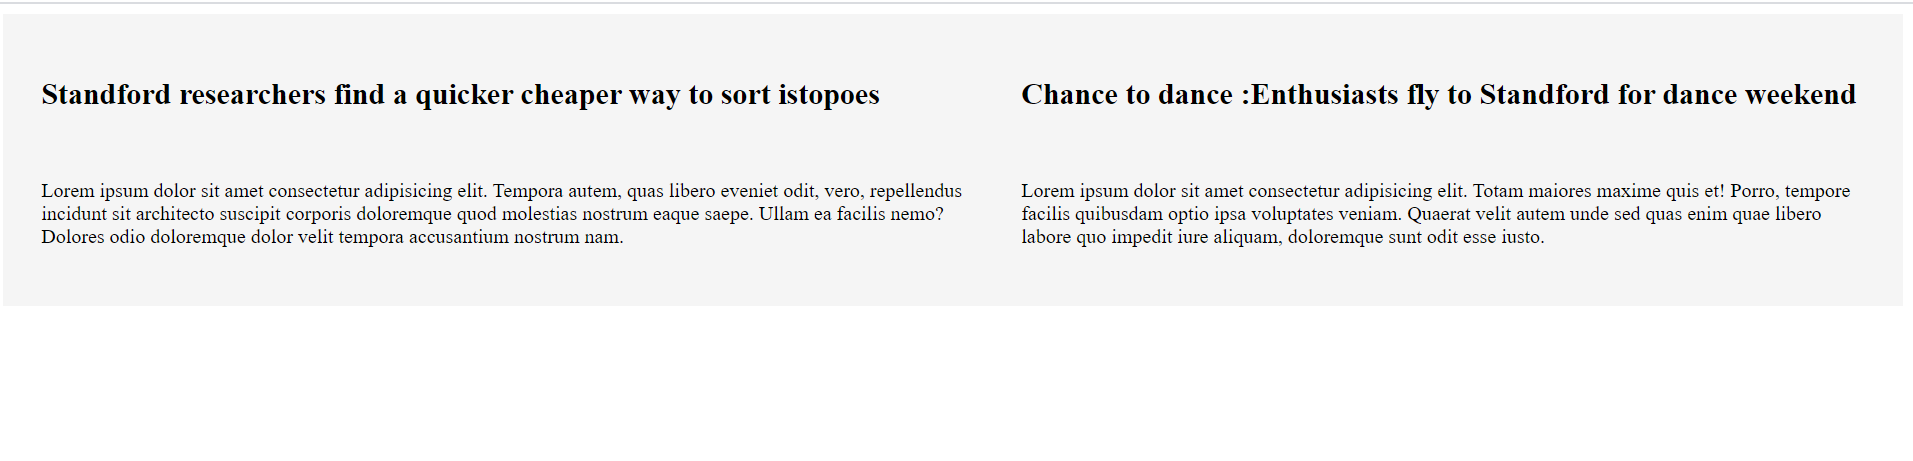 Standford researchers find a quicker cheaper way to sort istopoes
Lorem ipsum dolor sit amet consectetur adipisicing elit. Tempora autem, quas libero eveniet odit, vero, repellendus
incidunt sit architecto suscipit corporis doloremque quod molestias nostrum eaque saepe. Ullam ea facilis nemo?
Dolores odio doloremque dolor velit tempora accusantium nostrum nam.
Chance to dance :Enthusiasts fly to Standford for dance weekend
Lorem ipsum dolor sit amet consectetur adipisicing elit. Totam maiores maxime quis et! Porro, tempore
facilis quibusdam optio ipsa voluptates veniam. Quaerat velit autem unde sed quas enim quae libero
labore quo impedit iure aliquam, doloremque sunt odit esse iusto.